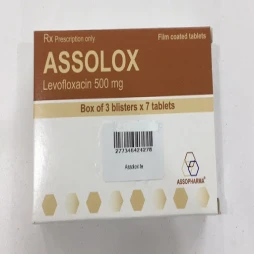 Rx Prescription only
Film coated tablets
ASSOLOX
Levofloxacin 500 mg
Box of 3 blisters x 7 tablets
ASSOPHARMA